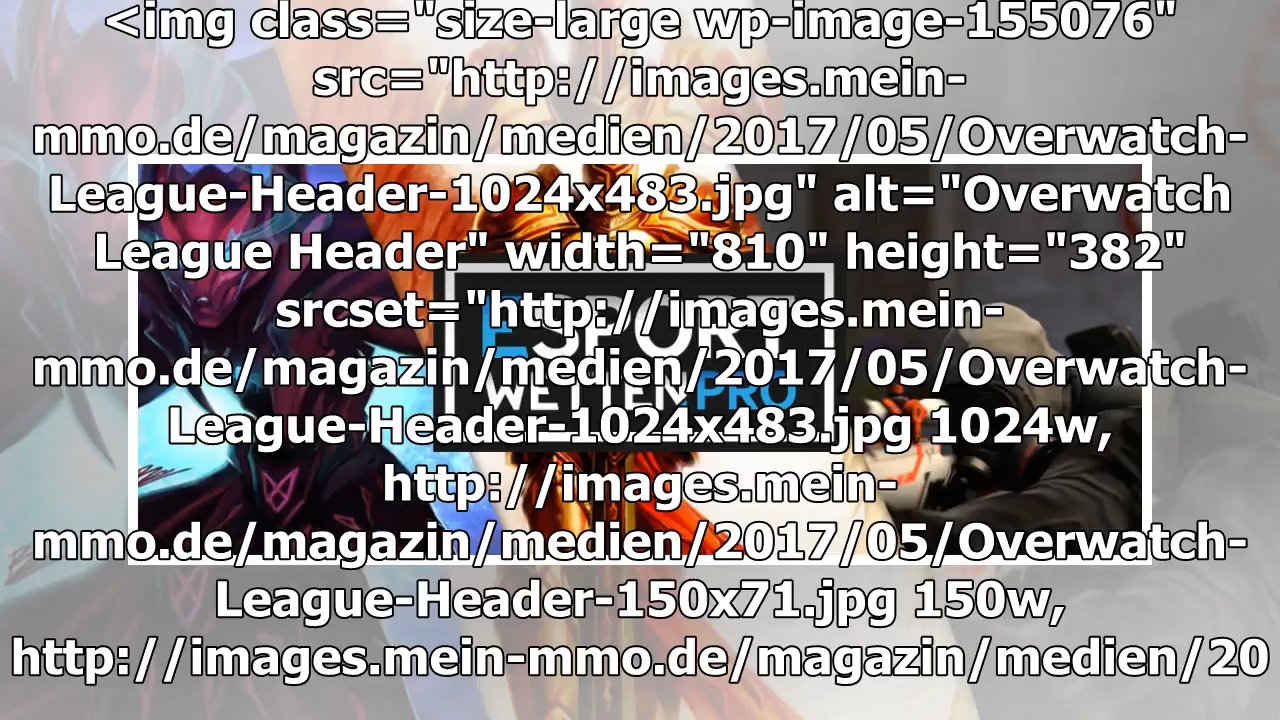 <img class="size-large wp-image-155076"
src="http://images.mein-
mmo.de/magazin/medien/2017/05/Overwatch-
League-Header-1024x483.jpg" alt="Overwatch
League Header" width="810" height="382"
srcset="http://images.mein-
mmo.de/magazin/medien/2017/05/Overwatch-
League-Header-1024x483.jpg 1024w,
http://images.mein-
mmo.de/magazin/medien/2017/05/Overwatch-
League-Header-150x71.jpg 150w,
http://images.mein-mmo.de/magazin/medien/20
ESPORT
WETTEN.PRO